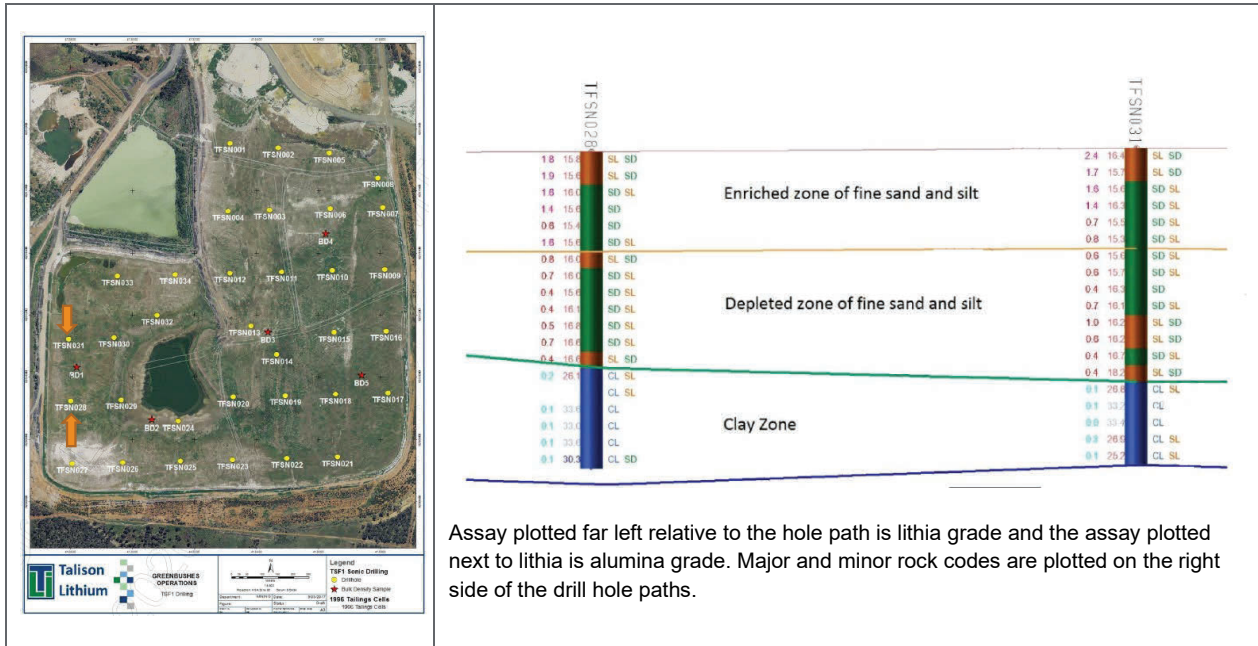 TFSN001
TFSN002
TFSN005
TFSN008
TFSN004
TFSN003
TFSN006
TFSN007
BD4
TFSN033
TFSN034
TFSN012
TFSN011
TFSN010
TFSN009
TFSN032
TFSN031
TFSN030
TFSN013
BD3
TFSN015
TFSN016
TFSN014
BD1
BD5
TFSN028
TFSN029
TFSN020
TFSN019
TFSN018
TFSN017
BD2
TFSN024
TFSN027
TFSN026
TFSN025
TFSN023
TFSN022
TFSN021
Talison
Lithium
GREENBUSHES
OPERATIONS
TSF1 Drilling
Legend
TSF1 Sonic Drilling
Drillhole
Bulk Density Sample
1996 Tailings Cells
1996 Tailings Cells
TFSN028
1.8 15.8 SL SD
1.9 15.6 SL SD
1.6 16.0 SD SL
1.4 15.6 SD
0.6 15.4 SD
1.6 15.6 SD SL
0.8 16.0 SL SD
0.7 16.0 SD SL
0.4 15.6 SD SL
0.4 16.1 SD SL
0.5 16.8 SD SL
0.7 16.6 SD SL
0.4 16.6 SL SD
0.2 26.1 CL SL
0.1 33.6 CL
0.1 33.0 CL
0.1 33.6 CL
0.1 30.3 CL SD
Enriched zone of fine sand and silt
Depleted zone of fine sand and silt
Clay Zone
TFSN031
2.4 16.4 SL SD
1.7 15.7 SL SD
1.6 15.6 SD SL
1.4 16.3 SD SL
0.7 15.5 SD SL
0.8 15.3 SD SL
0.6 15.6 SD SL
0.6 15.7 SD SL
0.4 16.3 SD
0.7 16.1 SD SL
1.0 16.2 SL SD
0.6 16.2 SL SD
0.4 16.7 SD SL
0.4 18.2 SL SD
0.1 26.8 CL SL
0.1 33.2 CL
0.0 33.4 CL
26.9 CL SL
0.1 25.2 CL SL
Assay plotted far left relative to the hole path is lithia grade and the assay plotted
next to lithia is alumina grade. Major and minor rock codes are plotted on the right
side of the drill hole paths.